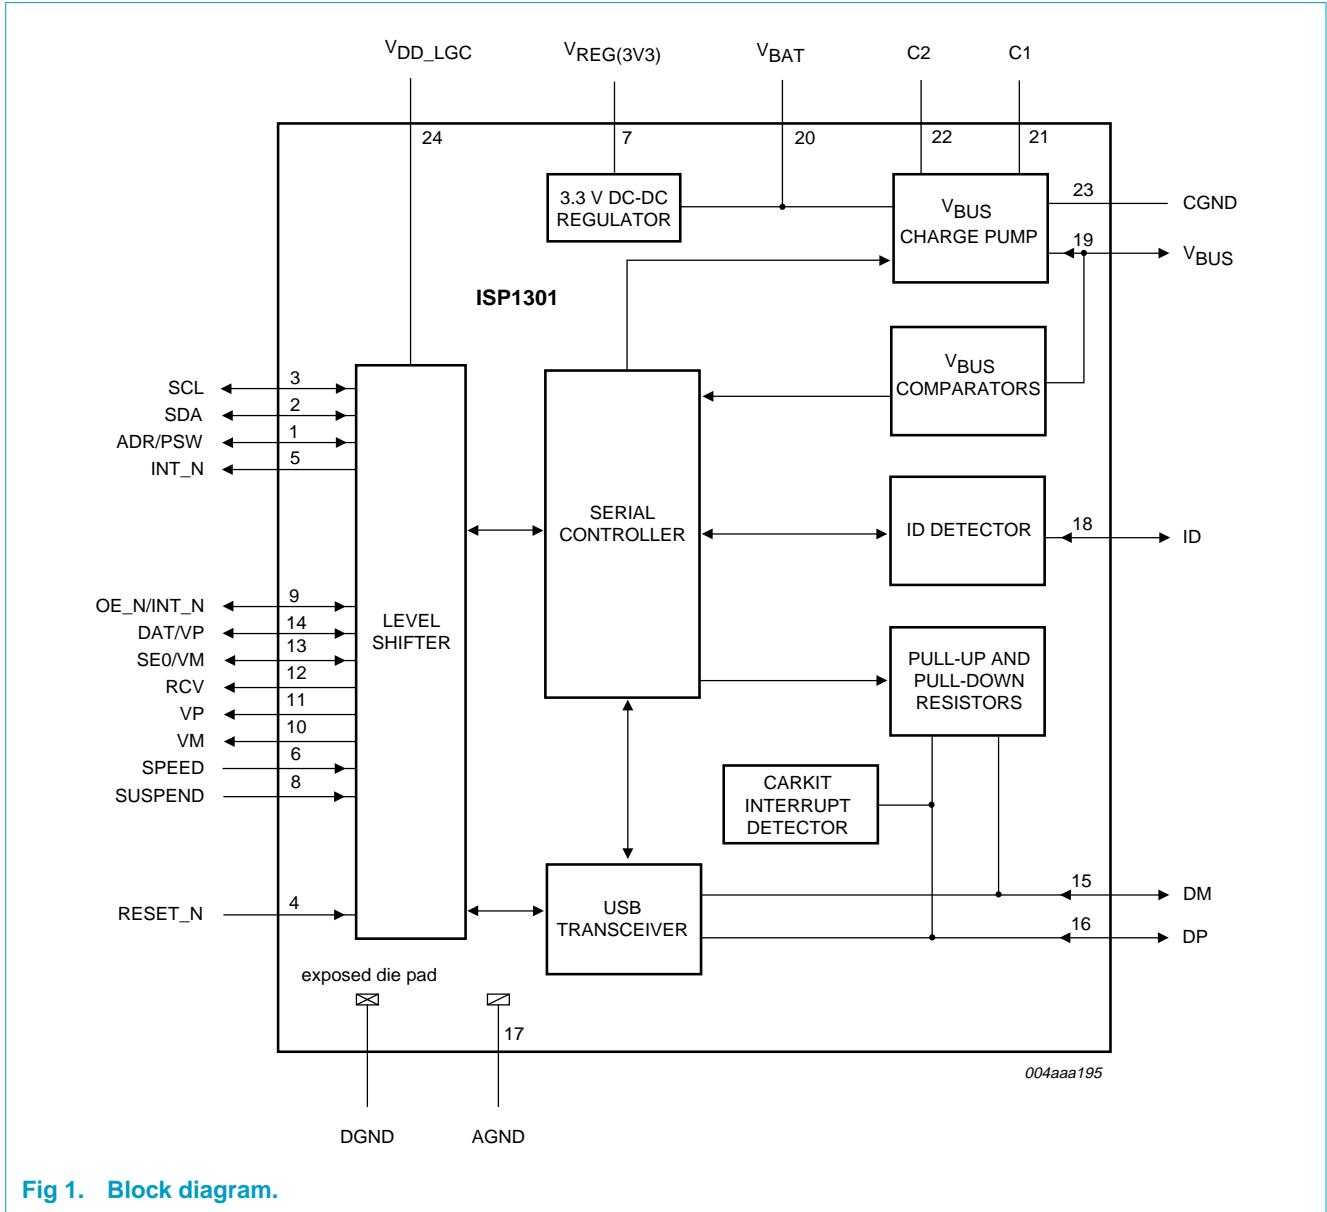 VDD_LGC
VREG(3V3)
VBAT
C2
C1
24
7
20
22
21
3.3 V DC-DC
REGULATOR
VBUS
CHARGE PUMP
23
CGND
19
VBUS
ISP1301
VBUS
COMPARATORS
SCL
3
SDA
2
ADR/PSW
1
INT_N
5
SERIAL
CONTROLLER
ID DETECTOR
18
ID
OE_N/INT_N
9
DAT/VP
14
SE0/VM
13
RCV
12
VP
11
VM
10
SPEED
6
SUSPEND
8
LEVEL
SHIFTER
PULL-UP AND
PULL-DOWN
RESISTORS
CARKIT
INTERRUPT
DETECTOR
RESET_N
4
USB
TRANSCEIVER
15
DM
16
DP
exposed die pad
17
004aaa195
DGND
AGND
Fig 1. Block diagram.